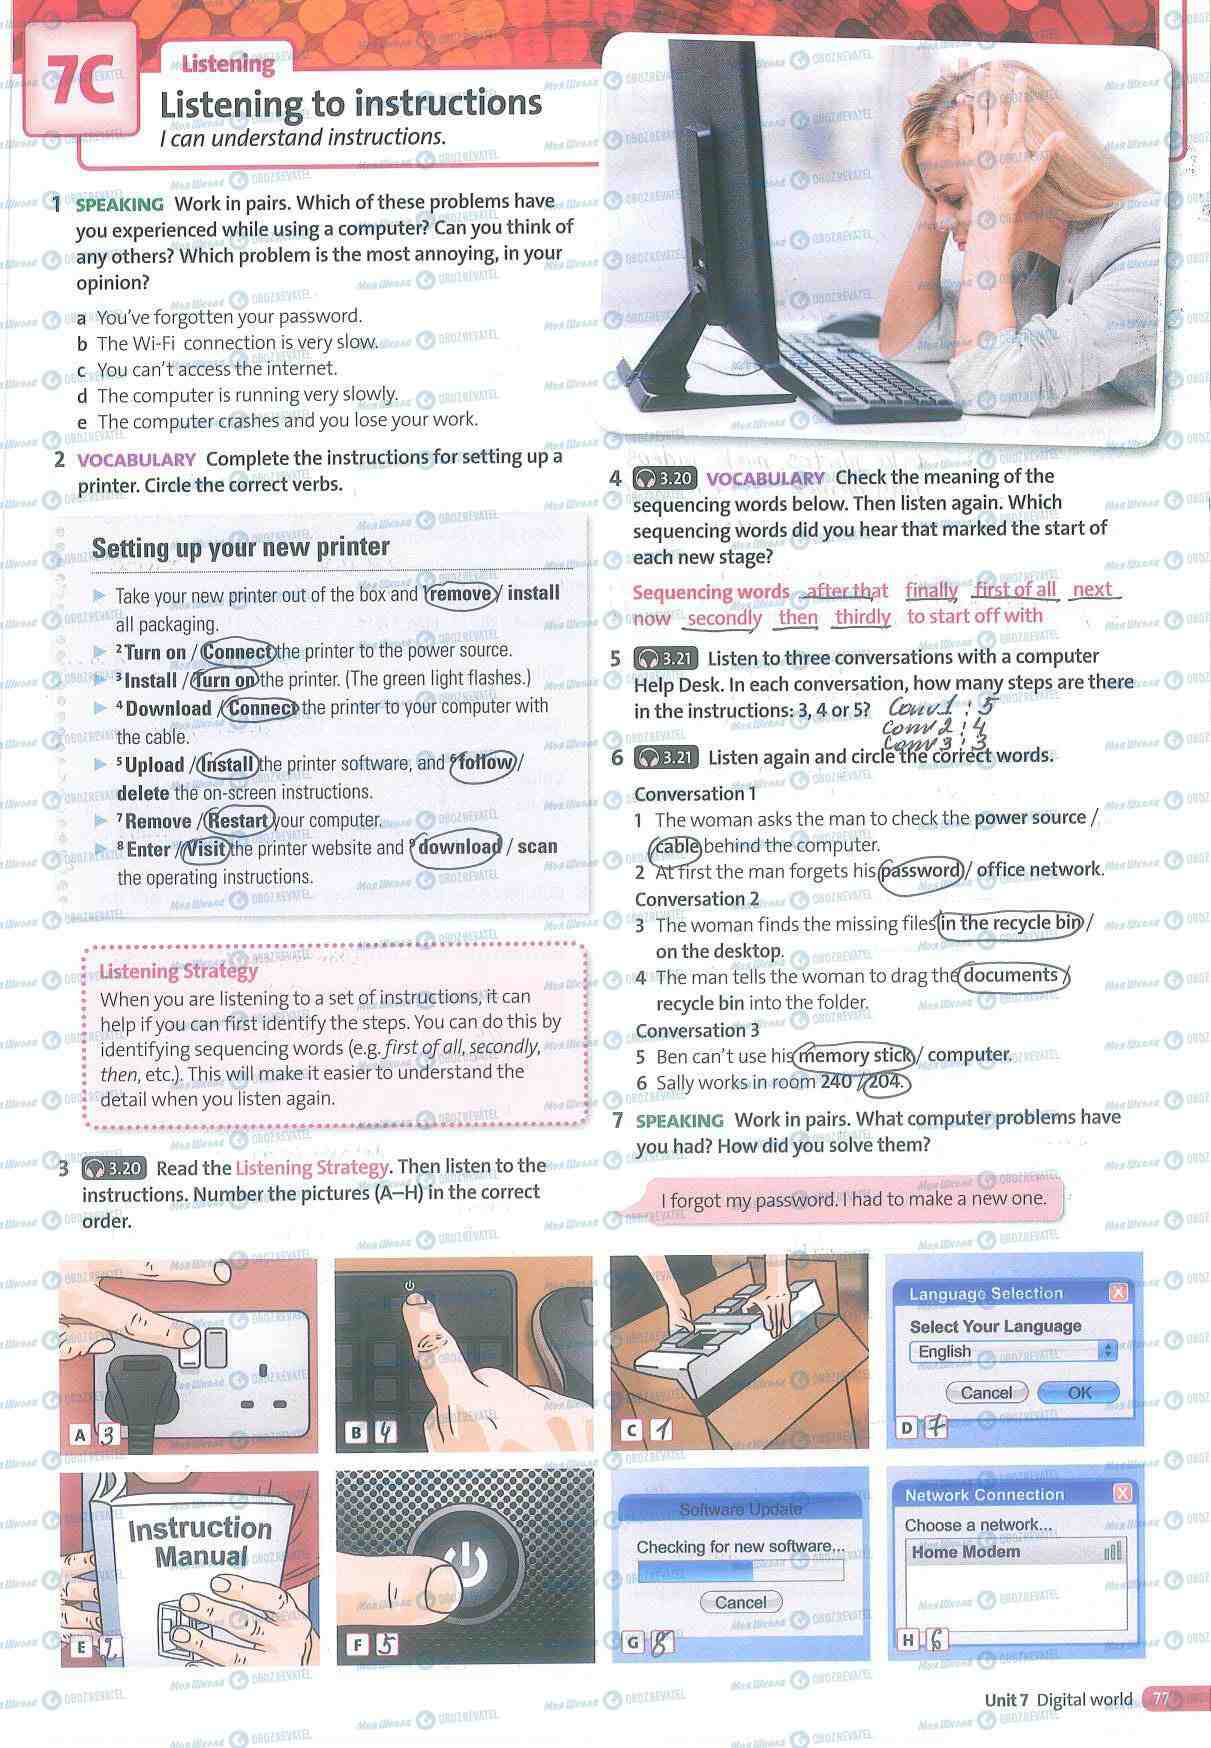 7C
Listening
Listening to instructions
I can understand instructions.
1 SPEAKING Work in pairs. Which of these problems have
you experienced while using a computer? Can you think of
any others? Which problem is the most annoying, in your
opinion?
a You've forgotten your password.
b The Wi-Fi connection is very slow.
c You can't access the internet.
d The computer is running very slowly.
e The computer crashes and you lose your work.
2 VOCABULARY Complete the instructions for setting up a
printer. Circle the correct verbs.
Setting up your new printer
Take your new printer out of the box and ¹remove / install
all packaging.
²Turn on / Connect the printer to the power source.
³Install / Turn on the printer. (The green light flashes.)
⁴Download / Connect the printer to your computer with
the cable.
⁵Upload / Install the printer software, and ⁶follow /
delete the on-screen instructions.
⁷Remove / Restart your computer.
⁸Enter / Visit the printer website and ⁹download / scan
the operating instructions.
Listening Strategy
When you are listening to a set of instructions, it can
help if you can first identify the steps. You can do this by
identifying sequencing words (e.g. first of all, secondly,
then, etc.). This will make it easier to understand the
detail when you listen again.
3 3.20 Read the Listening Strategy. Then listen to the
instructions. Number the pictures (A–H) in the correct
order.
4 3.20 VOCABULARY Check the meaning of the
sequencing words below. Then listen again. Which
sequencing words did you hear that marked the start of
each new stage?
Sequencing words after that finally first of all next
now secondly then thirdly to start off with
5 3.21 Listen to three conversations with a computer
Help Desk. In each conversation, how many steps are there
in the instructions: 3, 4 or 5? Conv 1 : 5
Conv 2 : 4
Conv 3 : 3
6 3.21 Listen again and circle the correct words.
Conversation 1
1 The woman asks the man to check the power source /
cable behind the computer.
2 At first the man forgets his password / office network.
Conversation 2
3 The woman finds the missing files in the recycle bin /
on the desktop.
4 The man tells the woman to drag the documents /
recycle bin into the folder.
Conversation 3
5 Ben can't use his memory stick / computer.
6 Sally works in room 240 / 204.
7 SPEAKING Work in pairs. What computer problems have
you had? How did you solve them?
I forgot my password. I had to make a new one.
A 3
B 4
C 1
Language Selection X
Select Your Language
English
Cancel OK
D 7
Instruction
Manual
E 2
F 5
Software Update
Checking for new software...
Cancel
G 8
Network Connection X
Choose a network...
Home Modem
H 6
Unit 7 Digital world 77
Моя Школа OBOZREVATEL